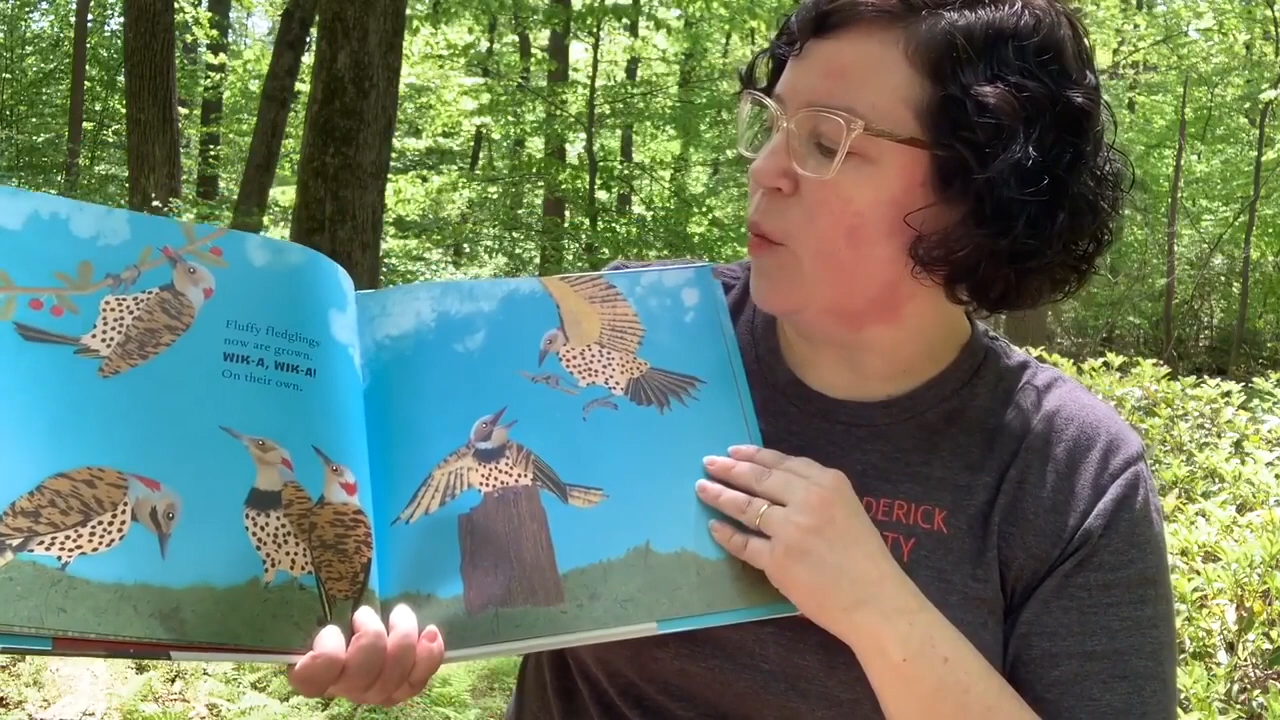 Fluffy fledglings
now are grown.
WIK-A, WIK-A!
On their own.
DERICK
TY